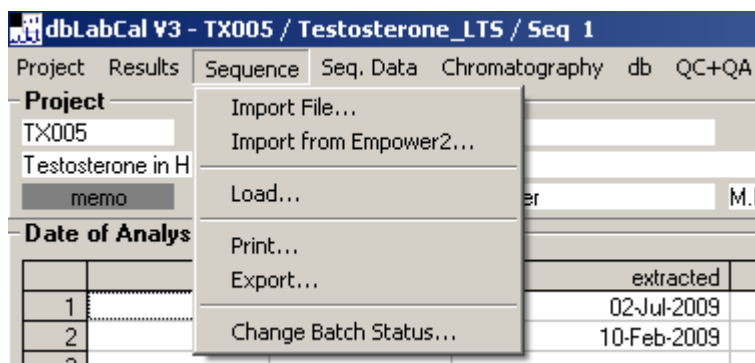 dbLabCal V3 - TX005 / Testosterone_LTS / Seq 1
Project Results Sequence Seq. Data Chromatography db QC+QA
Project
TX005
Testosterone in H
memo
er
M.
Date of Analys
Import File...
Import from Empower2...
Load...
Print...
Export...
Change Batch Status...
extracted
1 02-Jul-2009
2 10-Feb-2009